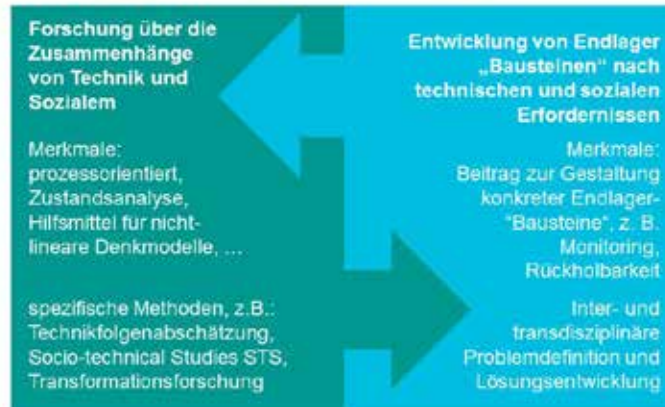 Forschung über die
Zusammenhänge
von Technik und
Sozialem
Merkmale:
prozessorientiert,
Zustandsanalyse,
Hilfsmittel für nicht-
lineare Denkmodelle, ...
spezifische Methoden, z.B.:
Technikfolgenabschätzung,
Socio-technical Studies STS,
Transformationsforschung
Entwicklung von Endlager
„Bausteinen“ nach
technischen und sozialen
Erfordernissen
Merkmale:
Beitrag zur Gestaltung
konkreter Endlager-
"Bausteine", z. B.
Monitoring,
Rückholbarkeit
Inter- und
transdisziplinäre
Problemdefinition und
Lösungsentwicklung